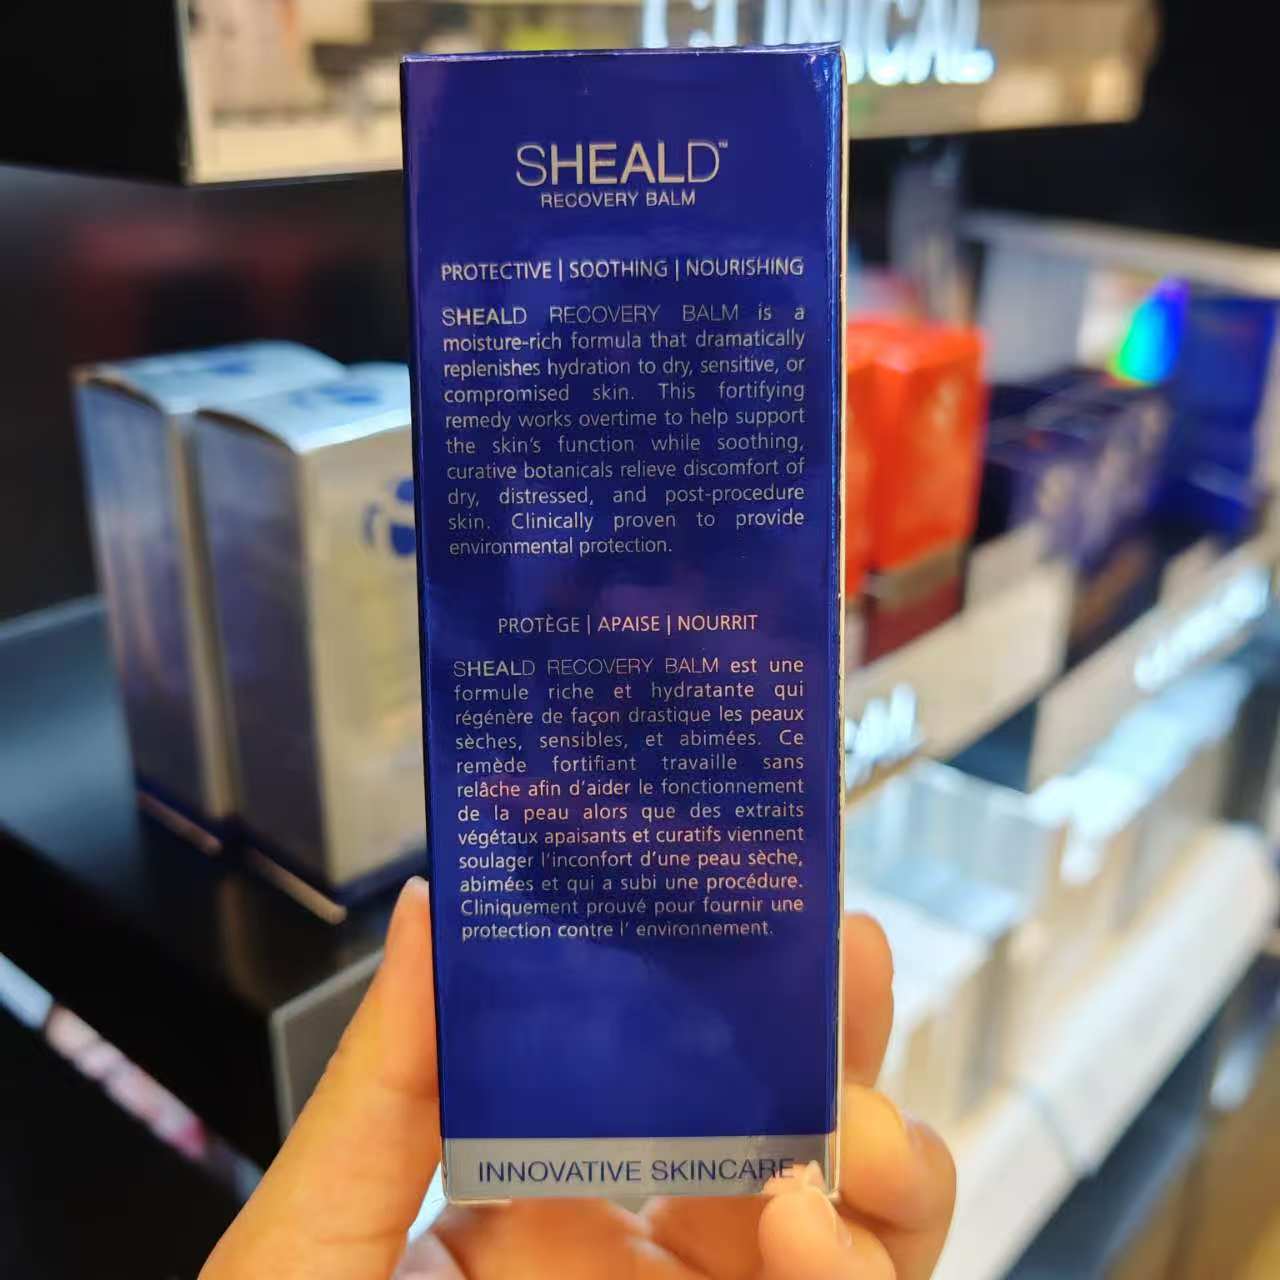 CLINICAL
SHEALD™
RECOVERY BALM
PROTECTIVE | SOOTHING | NOURISHING
SHEALD RECOVERY BALM is a
moisture-rich formula that dramatically
replenishes hydration to dry, sensitive, or
compromised skin. This fortifying
remedy works overtime to help support
the skin's function while soothing,
curative botanicals relieve discomfort of
dry, distressed, and post-procedure
skin. Clinically proven to provide
environmental protection.
PROTÈGE | APAISE | NOURRIT
SHEALD RECOVERY BALM est une
formule riche et hydratante qui
régénère de façon drastique les peaux
sèches, sensibles, et abimées. Ce
remède fortifiant travaille sans
relâche afin d'aider le fonctionnement
de la peau alors que des extraits
végétaux apaisants et curatifs viennent
soulager l'inconfort d'une peau sèche,
abimées et qui a subi une procédure.
Cliniquement prouvé pour fournir une
protection contre l' environnement.
INNOVATIVE SKINCARE